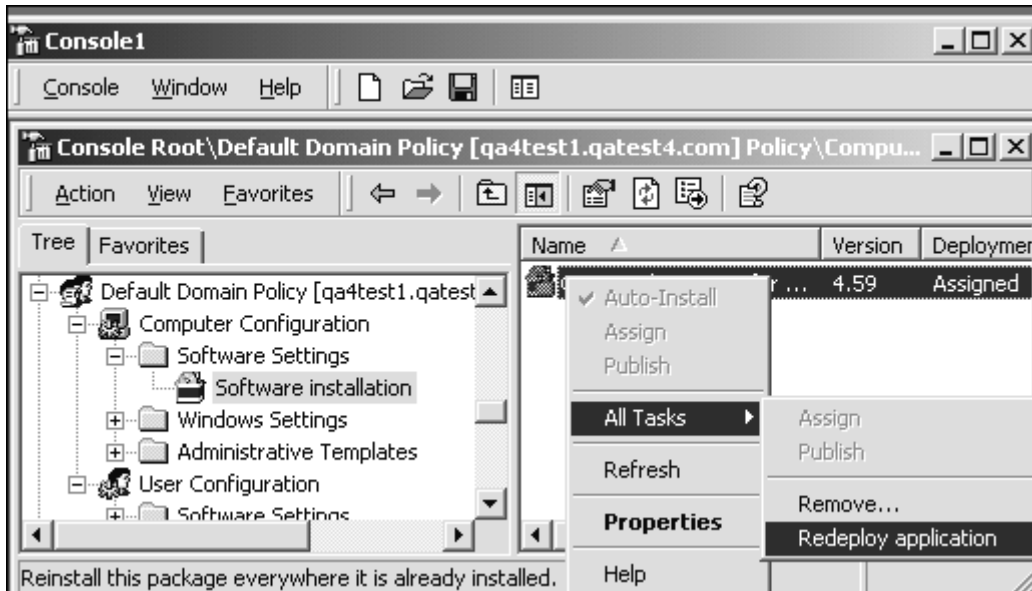 Console1
Console Window Help
Console Root\Default Domain Policy [qa4test1.qatest4.com] Policy\Compu...
Action View Favorites
Tree Favorites
Name Version Deploymen
Default Domain Policy [qa4test1.qatest
4.59 Assigned
Computer Configuration
Software Settings
Software installation
Windows Settings
Administrative Templates
User Configuration
Software Settings
Auto-Install
Assign
Publish
All Tasks
Refresh
Properties
Help
Assign
Publish
Remove...
Redeploy application
Reinstall this package everywhere it is already installed.